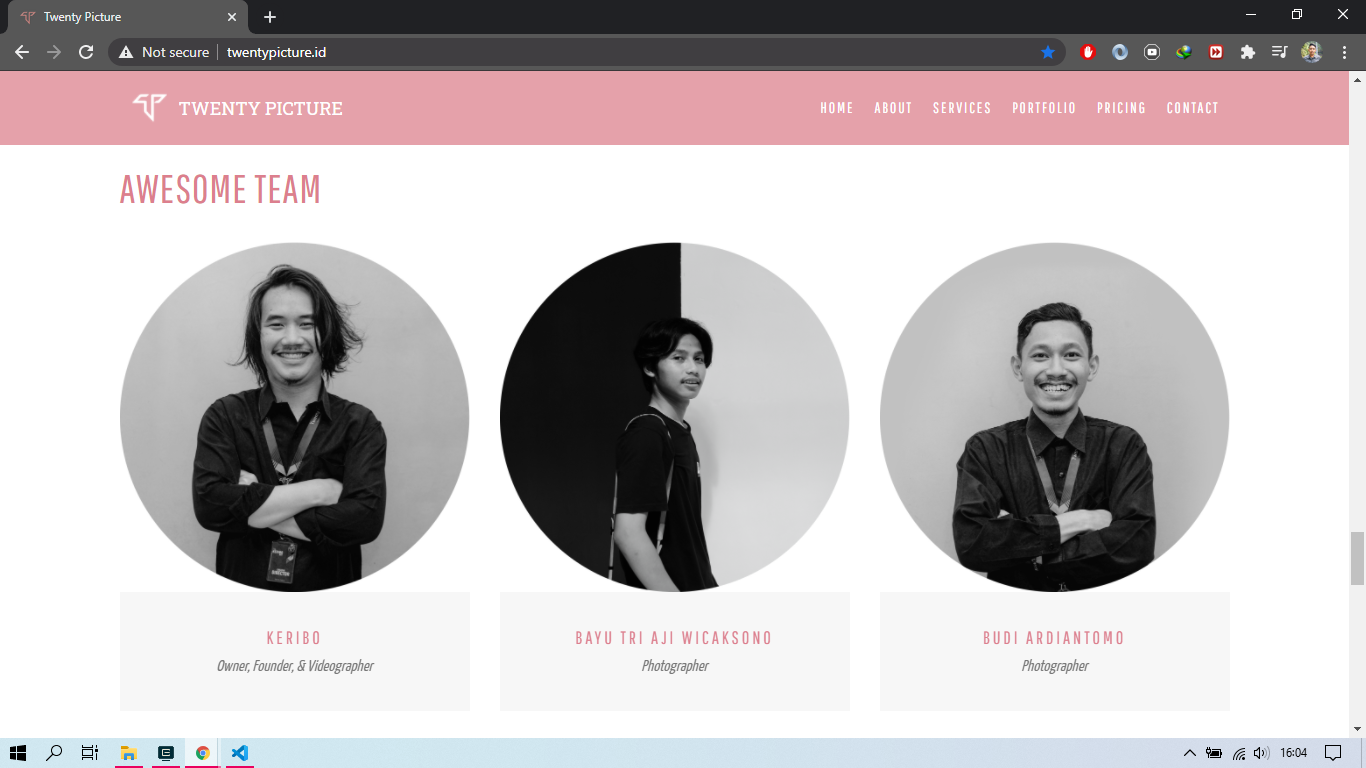 Twenty Picture
Not secure
twentypicture.id
TWENTY PICTURE
HOME
ABOUT
SERVICES
PORTFOLIO
PRICING
CONTACT
AWESOME TEAM
KERIBO
Owner, Founder, & Videographer
BAYU TRI AJI WICAKSONO
Photographer
BUDI ARDIANTOMO
Photographer
16:04